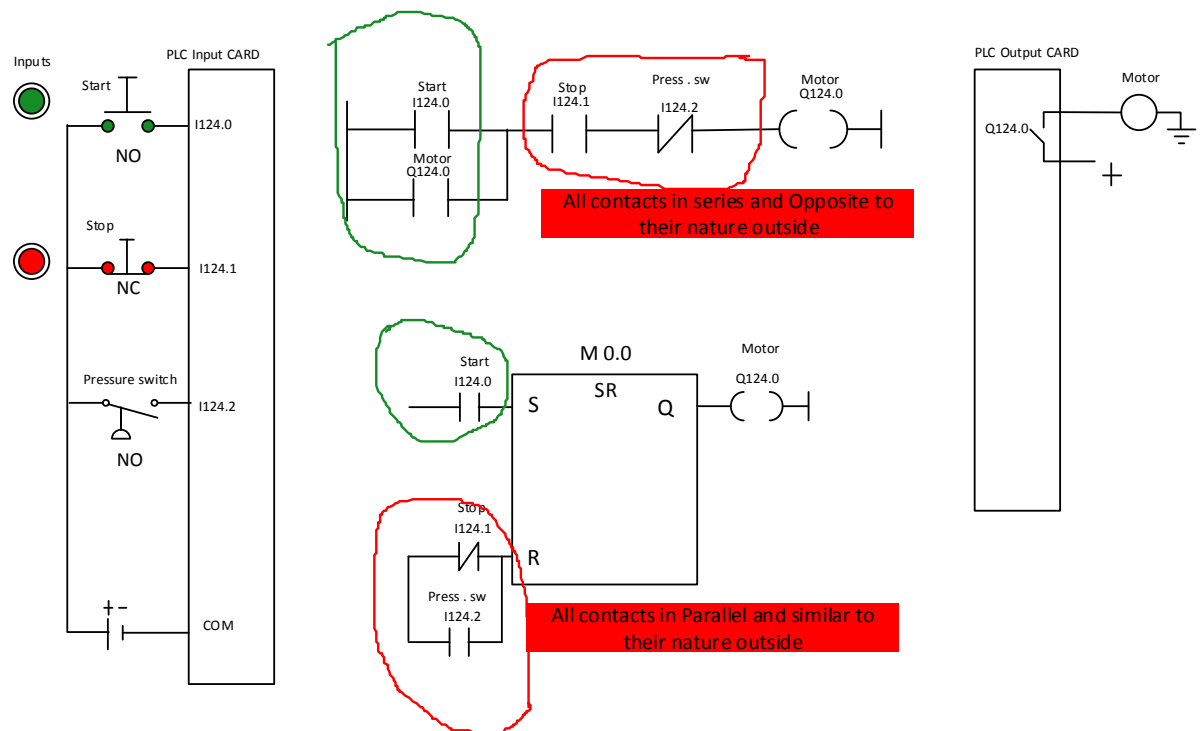 Inputs
PLC Input CARD
Start
I124.0
NO
Stop
I124.1
NC
Pressure switch
I124.2
NO
+ -
COM
Start
I124.0
Motor
Q124.0
Stop
I124.1
Press . sw
I124.2
Motor
Q124.0
All contacts in series and Opposite to
their nature outside
M 0.0
SR
Start
I124.0
S
Q
Motor
Q124.0
Stop
I124.1
R
Press . sw
I124.2
All contacts in Parallel and similar to
their nature outside
PLC Output CARD
Q124.0
Motor
+